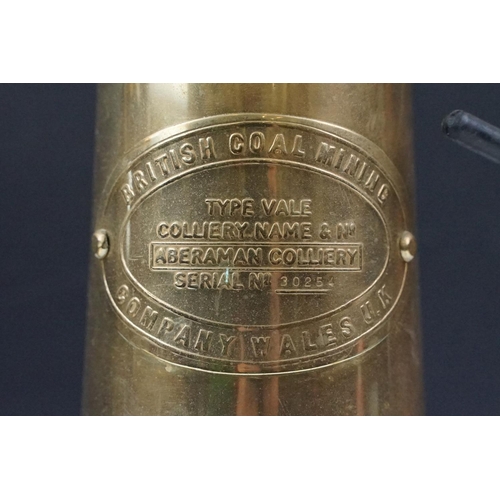 BRITISH COAL MINING
TYPE VALE
COLLIERY NAME & No
ABERAMAN COLLIERY
SERIAL No 30254
COMPANY WALES U.K